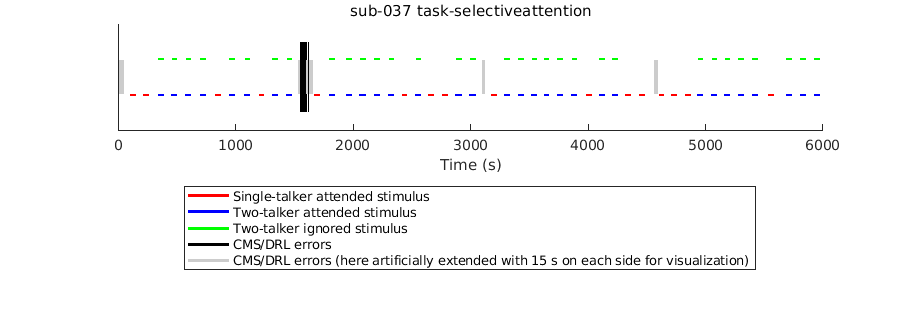 sub-037 task-selectiveattention
0 1000 2000 3000 4000 5000 6000
Time (s)
Single-talker attended stimulus
Two-talker attended stimulus
Two-talker ignored stimulus
CMS/DRL errors
CMS/DRL errors (here artificially extended with 15 s on each side for visualization)